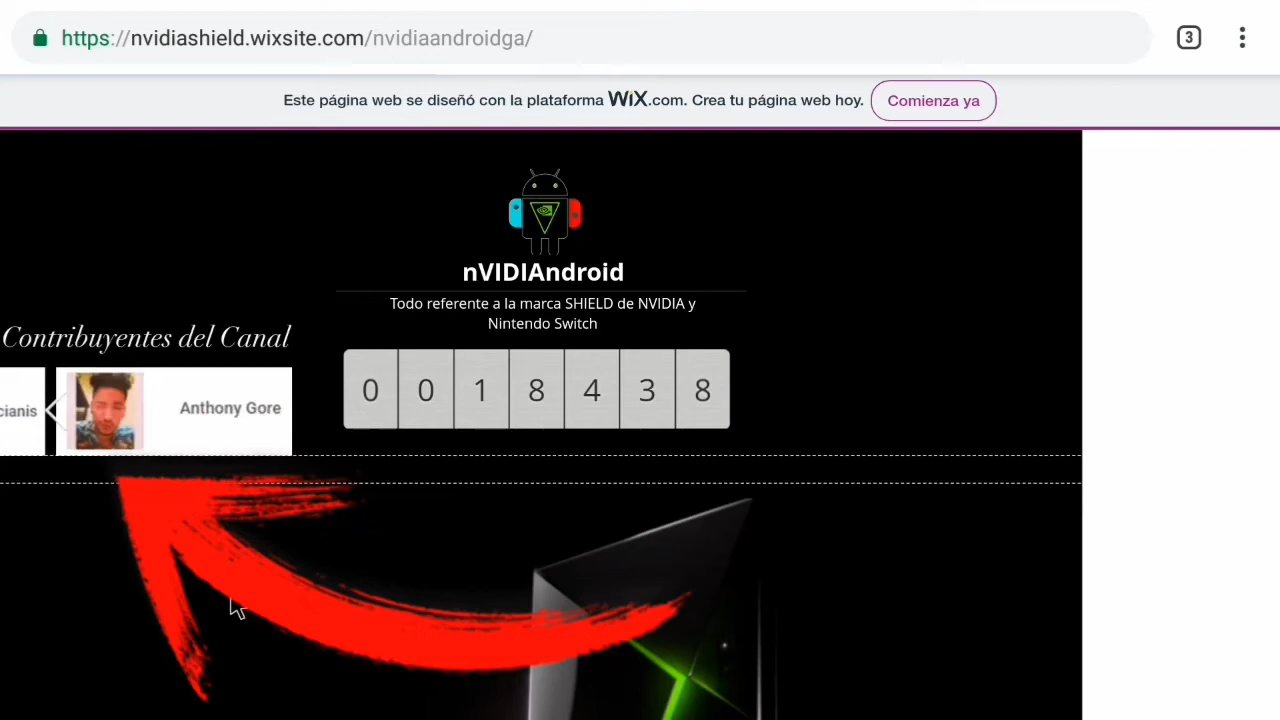 https://nvidiashield.wixsite.com/nvidiaandroidga/
3
Este página web se diseñó con la plataforma WiX.com. Crea tu página web hoy.
Comienza ya
nVIDIAndroid
Todo referente a la marca SHIELD de NVIDIA y
Nintendo Switch
Contribuyentes del Canal
0 0 1 8 4 3 8
cianis
Anthony Gore